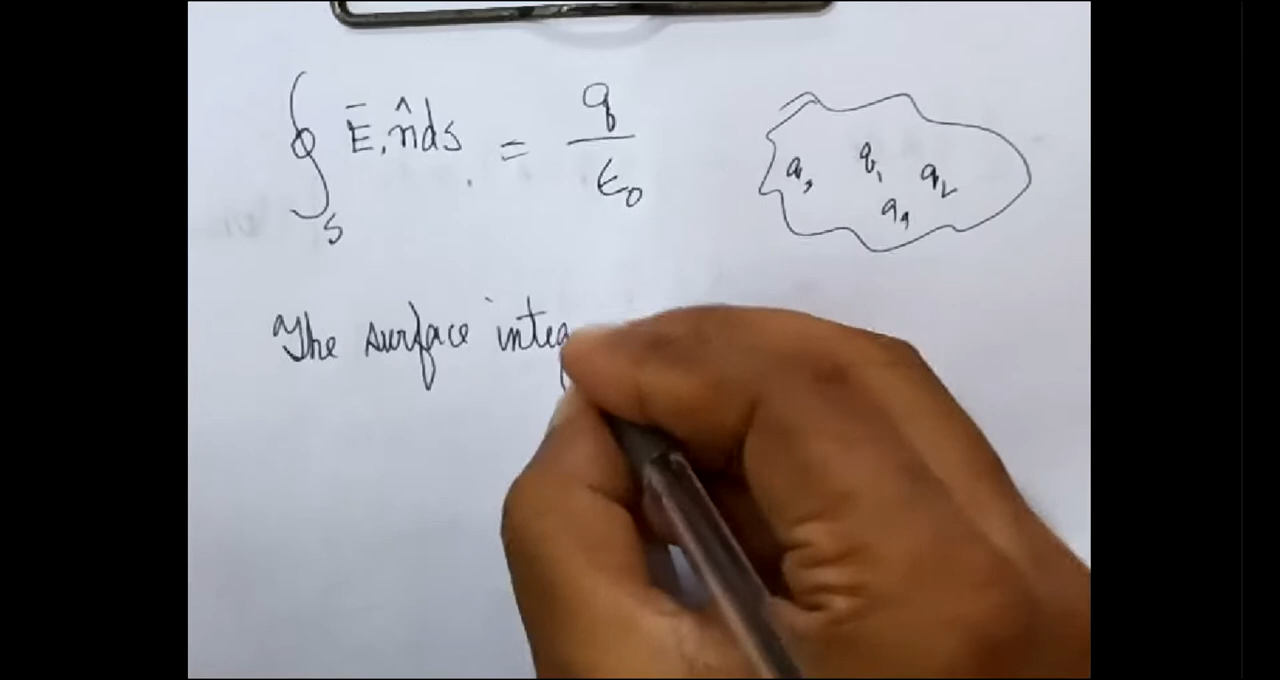 ∮_S Ē.n̂ds = q/ϵ₀
q₃ q₁ q₂
q₄
The surface integ